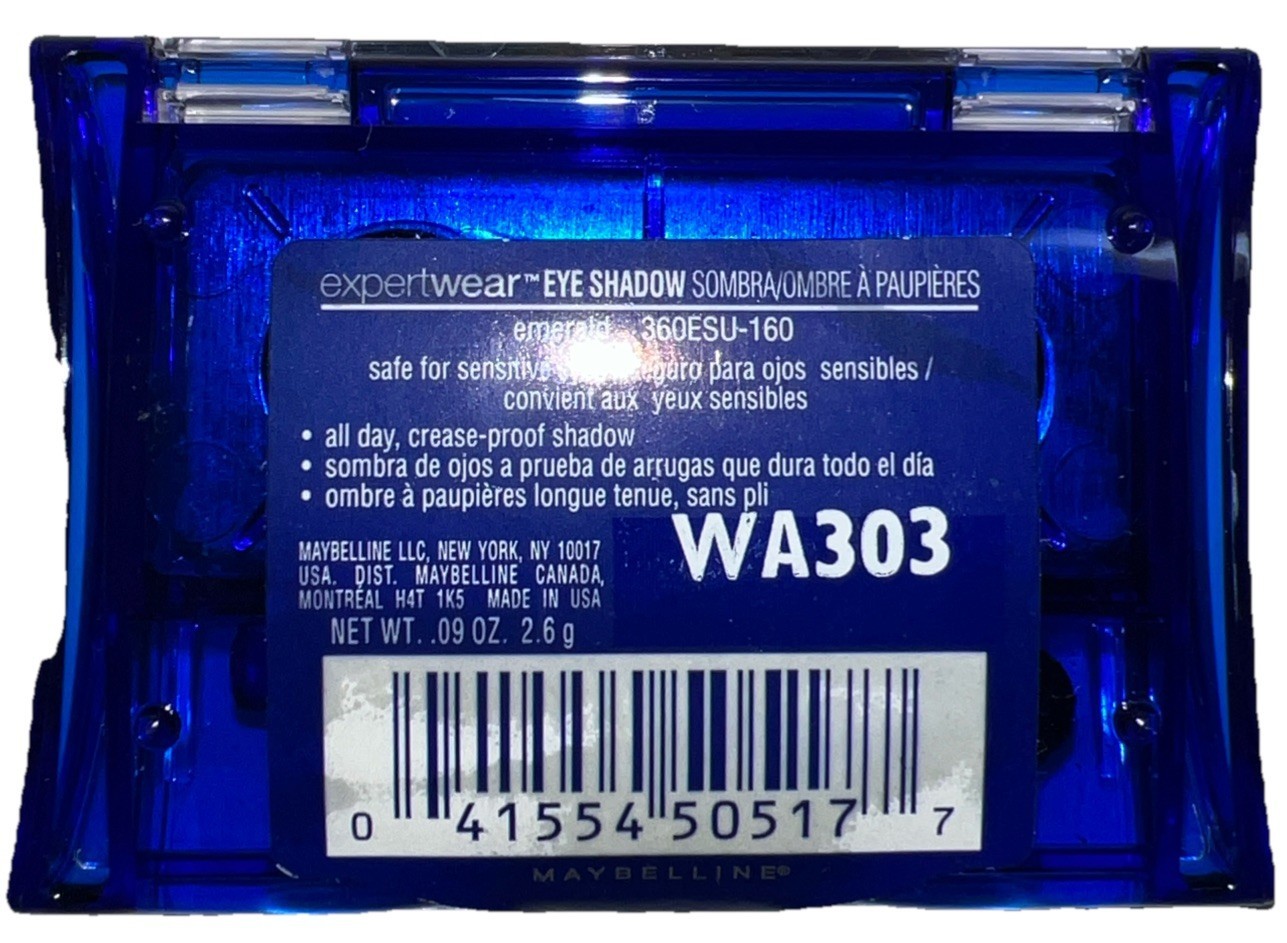 expertwear™ EYE SHADOW SOMBRA/OMBRE À PAUPIÈRES
emerald 360ESU-160
safe for sensitive para ojos sensibles /
convient aux yeux sensibles
• all day, crease-proof shadow
• sombra de ojos a prueba de arrugas que dura todo el día
• ombre à paupières longue tenue, sans pli
WA303
MAYBELLINE LLC, NEW YORK, NY 10017
USA. DIST. MAYBELLINE CANADA,
MONTRÉAL H4T 1K5 MADE IN USA
NET WT. .09 OZ. 2.6 g
0 41554 50517 7
MAYBELLINE®